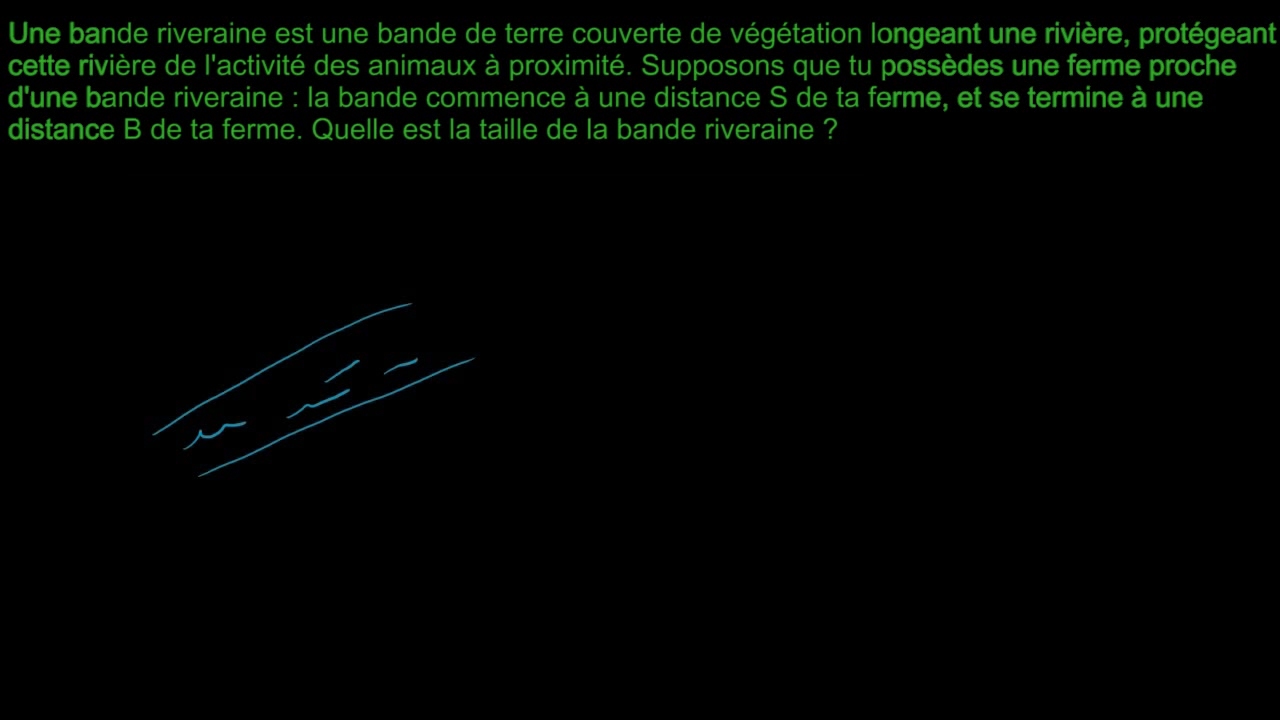 Une bande riveraine est une bande de terre couverte de végétation longeant une rivière, protégeant
cette rivière de l'activité des animaux à proximité. Supposons que tu possèdes une ferme proche
d'une bande riveraine : la bande commence à une distance S de ta ferme, et se termine à une
distance B de ta ferme. Quelle est la taille de la bande riveraine ?